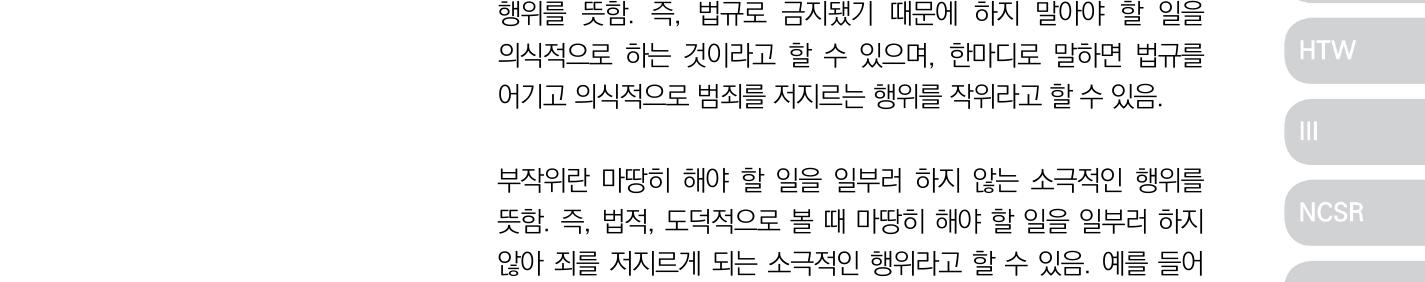 행위를 뜻함. 즉, 법규로 금지됐기 때문에 하지 말아야 할 일을
의식적으로 하는 것이라고 할 수 있으며, 한마디로 말하면 법규를
어기고 의식적으로 범죄를 저지르는 행위를 작위라고 할 수 있음.
부작위란 마땅히 해야 할 일을 일부러 하지 않는 소극적인 행위를
뜻함. 즉, 법적, 도덕적으로 볼 때 마땅히 해야 할 일을 일부러 하지
않아 죄를 저지르게 되는 소극적인 행위라고 할 수 있음. 예를 들어
HTW
III
NCSR